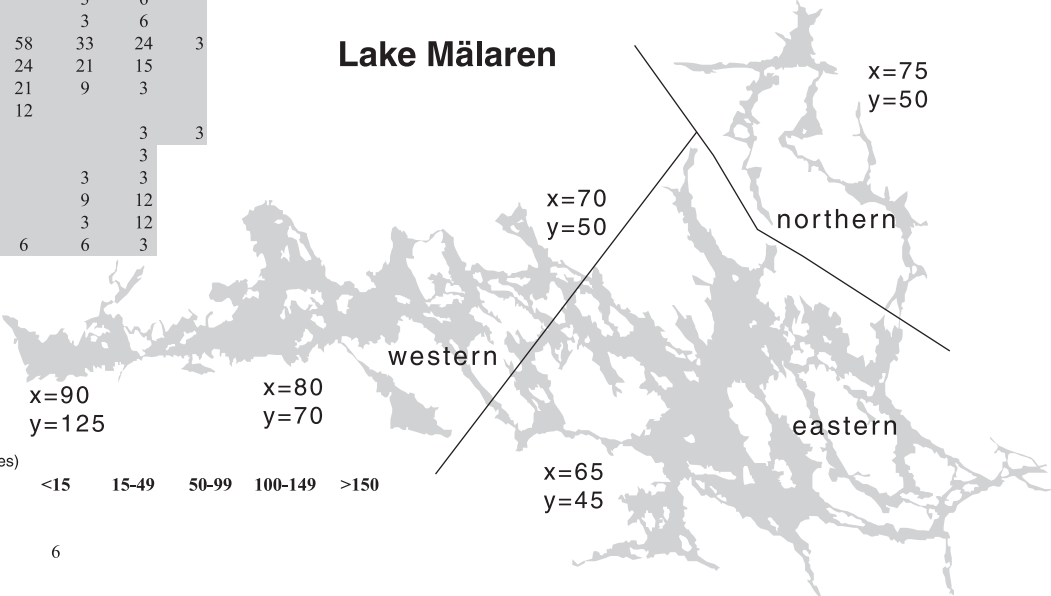 3 6
3 6
58 33 24 3
24 21 15
21 9 3
12
3 3
3
3 3
9 12
3 12
6 6 3
Lake Mälaren
x=75
y=50
x=70
y=50
northern
western
x=90
y=125
x=80
y=70
eastern
x=65
y=45
es)
<15 15-49 50-99 100-149 >150
6